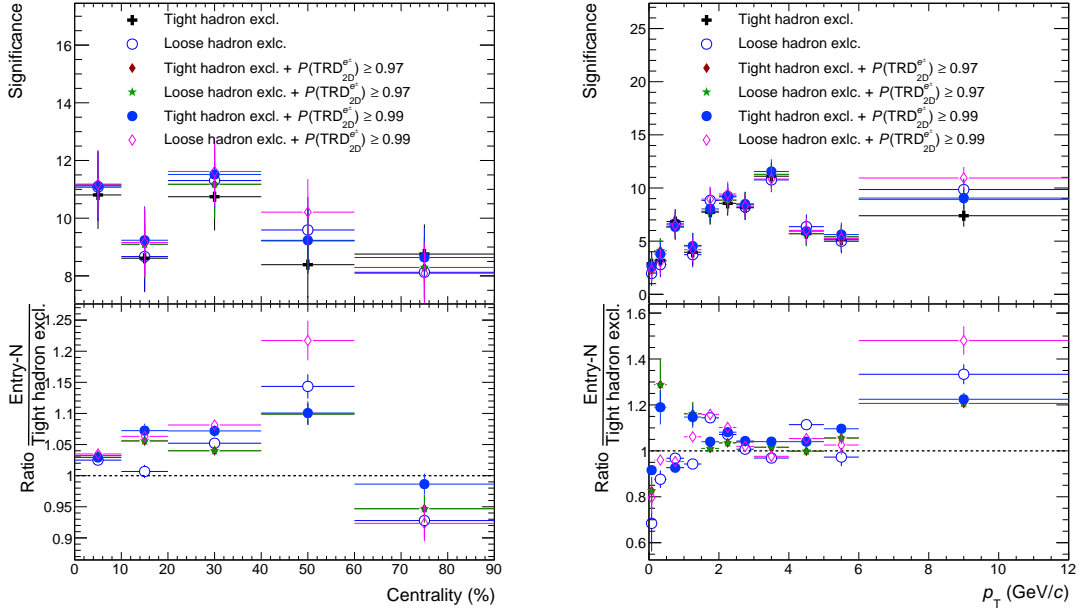 Significance
16
14
12
10
8
Tight hadron excl.
Loose hadron exlc.
Tight hadron excl. + P(TRD e± 2D) ≥ 0.97
Loose hadron exlc. + P(TRD e± 2D) ≥ 0.97
Tight hadron excl. + P(TRD e± 2D) ≥ 0.99
Loose hadron exlc. + P(TRD e± 2D) ≥ 0.99
Ratio Entry-N / Tight hadron excl.
1.25
1.2
1.15
1.1
1.05
1
0.95
0.9
0 10 20 30 40 50 60 70 80 90
Centrality (%)
Significance
25
20
15
10
5
0
Tight hadron excl.
Loose hadron exlc.
Tight hadron excl. + P(TRD e± 2D) ≥ 0.97
Loose hadron exlc. + P(TRD e± 2D) ≥ 0.97
Tight hadron excl. + P(TRD e± 2D) ≥ 0.99
Loose hadron exlc. + P(TRD e± 2D) ≥ 0.99
Ratio Entry-N / Tight hadron excl.
1.6
1.4
1.2
1
0.8
0.6
0 2 4 6 8 10 12
p_T (GeV/c)